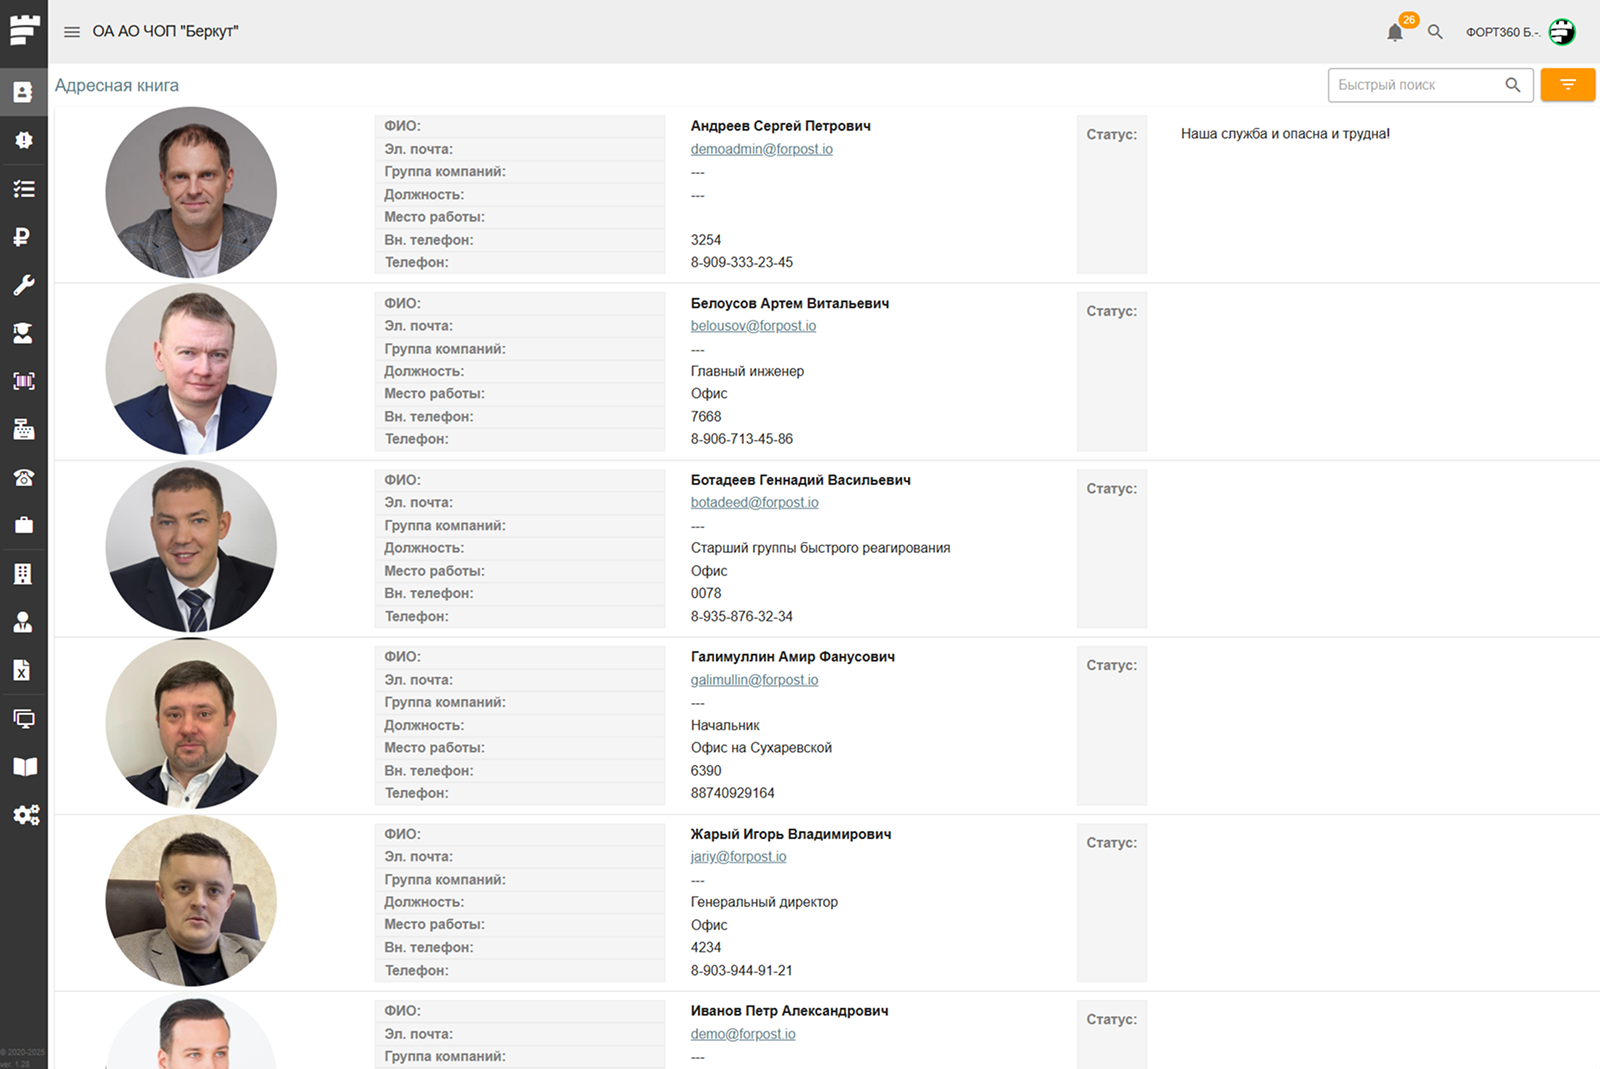 ОА АО ЧОП "Беркут"
26
ФОРТ360 Б.-.
Адресная книга
Быстрый поиск
ФИО: Андреев Сергей Петрович
Статус: Наша служба и опасна и трудна!
Эл. почта: demoadmin@forpost.io
Группа компаний: ---
Должность: ---
Место работы:
Вн. телефон: 3254
Телефон: 8-909-333-23-45
ФИО: Белоусов Артем Витальевич
Статус:
Эл. почта: belousov@forpost.io
Группа компаний: ---
Должность: Главный инженер
Место работы: Офис
Вн. телефон: 7668
Телефон: 8-906-713-45-86
ФИО: Ботадеев Геннадий Васильевич
Статус:
Эл. почта: botadeed@forpost.io
Группа компаний: ---
Должность: Старший группы быстрого реагирования
Место работы: Офис
Вн. телефон: 0078
Телефон: 8-935-876-32-34
ФИО: Галимуллин Амир Фанусович
Статус:
Эл. почта: galimullin@forpost.io
Группа компаний: ---
Должность: Начальник
Место работы: Офис на Сухаревской
Вн. телефон: 6390
Телефон: 88740929164
ФИО: Жарый Игорь Владимирович
Статус:
Эл. почта: jariy@forpost.io
Группа компаний: ---
Должность: Генеральный директор
Место работы: Офис
Вн. телефон: 4234
Телефон: 8-903-944-91-21
ФИО: Иванов Петр Александрович
Статус:
Эл. почта: demo@forpost.io
Группа компаний: ---
© 2020-2025
ver. 1.28